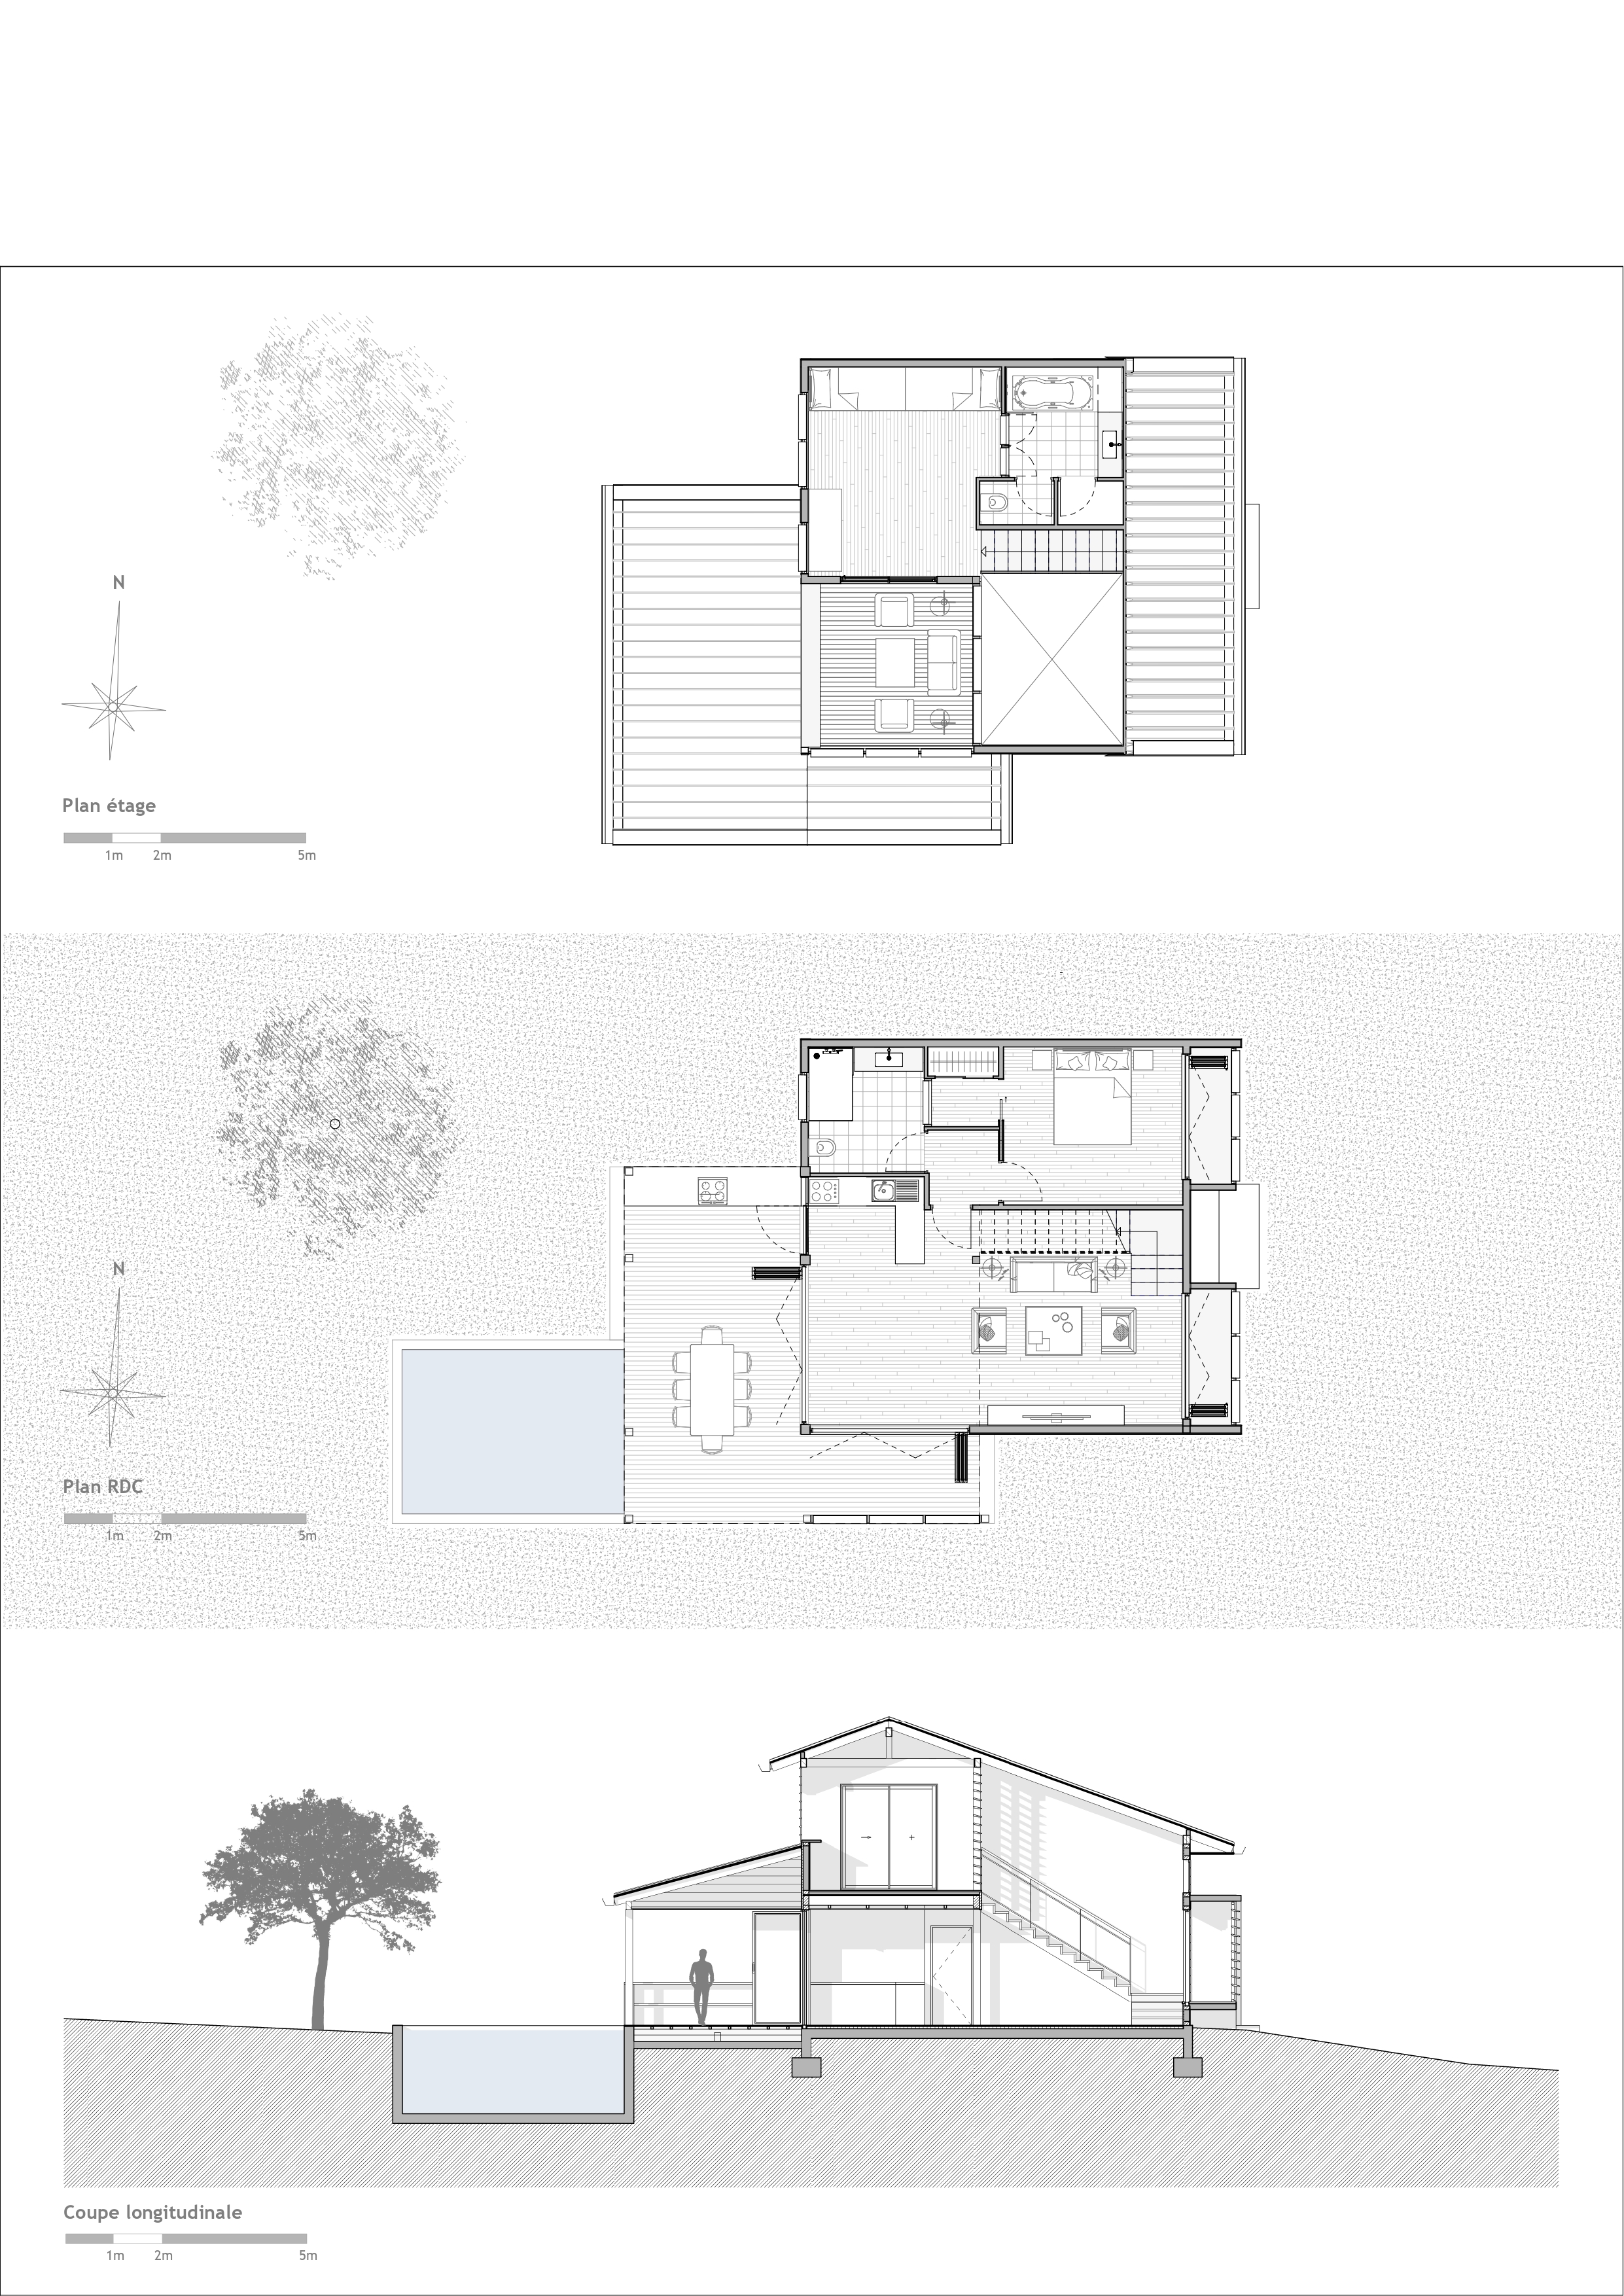 N
Plan étage
1m 2m 5m
N
Plan RDC
1m 2m 5m
Coupe longitudinale
1m 2m 5m